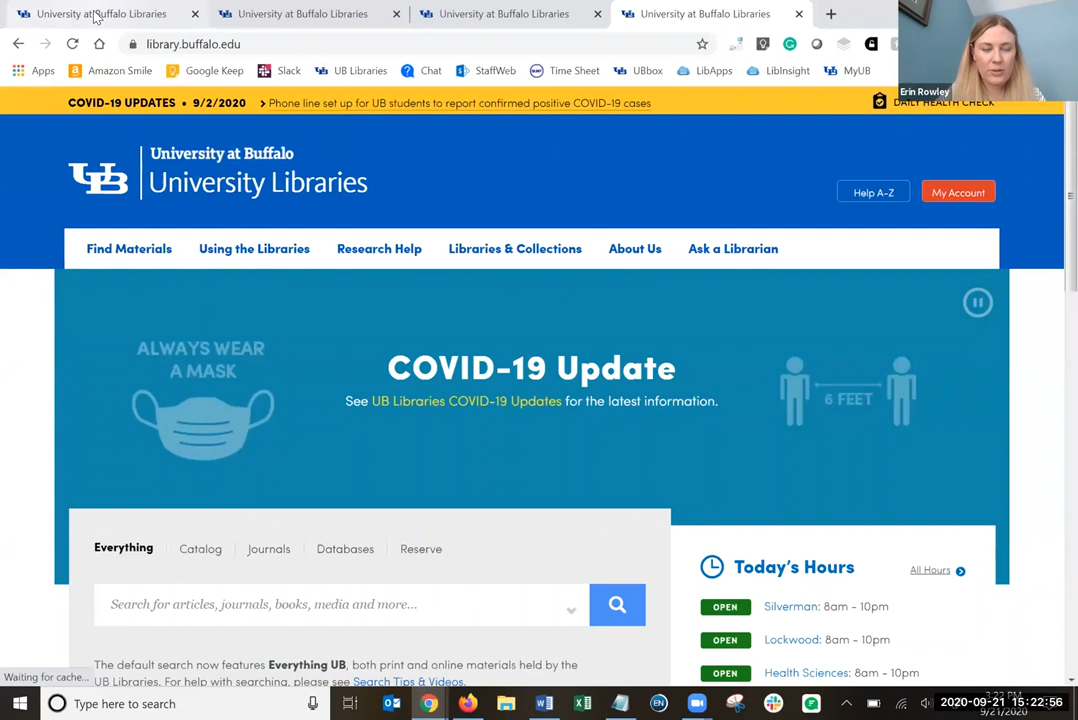 University at Buffalo Libraries
University at Buffalo Libraries
University at Buffalo Libraries
University at Buffalo Libraries
library.buffalo.edu
Apps
Amazon Smile
Google Keep
Slack
UB Libraries
Chat
StaffWeb
Time Sheet
UBbox
LibApps
LibInsight
MyUB
Erin Rowley
COVID-19 UPDATES • 9/2/2020
Phone line set up for UB students to report confirmed positive COVID-19 cases
DAILY HEALTH CHECK
University at Buffalo
University Libraries
Help A-Z
My Account
Find Materials
Using the Libraries
Research Help
Libraries & Collections
About Us
Ask a Librarian
ALWAYS WEAR
A MASK
COVID-19 Update
See UB Libraries COVID-19 Updates for the latest information.
6 FEET
Everything
Catalog
Journals
Databases
Reserve
Search for articles, journals, books, media and more...
The default search now features Everything UB, both print and online materials held by the
UB Libraries. For help with searching, please see Search Tips & Videos.
Today's Hours
All Hours
OPEN
Silverman: 8am - 10pm
OPEN
Lockwood: 8am - 10pm
OPEN
Health Sciences: 8am - 10pm
Waiting for cache...
Type here to search
3:22 PM
9/21/2020
2020-09-21 15:22:56